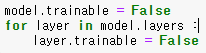 model.trainable = False
for layer in model.layers :
    layer.trainable = False